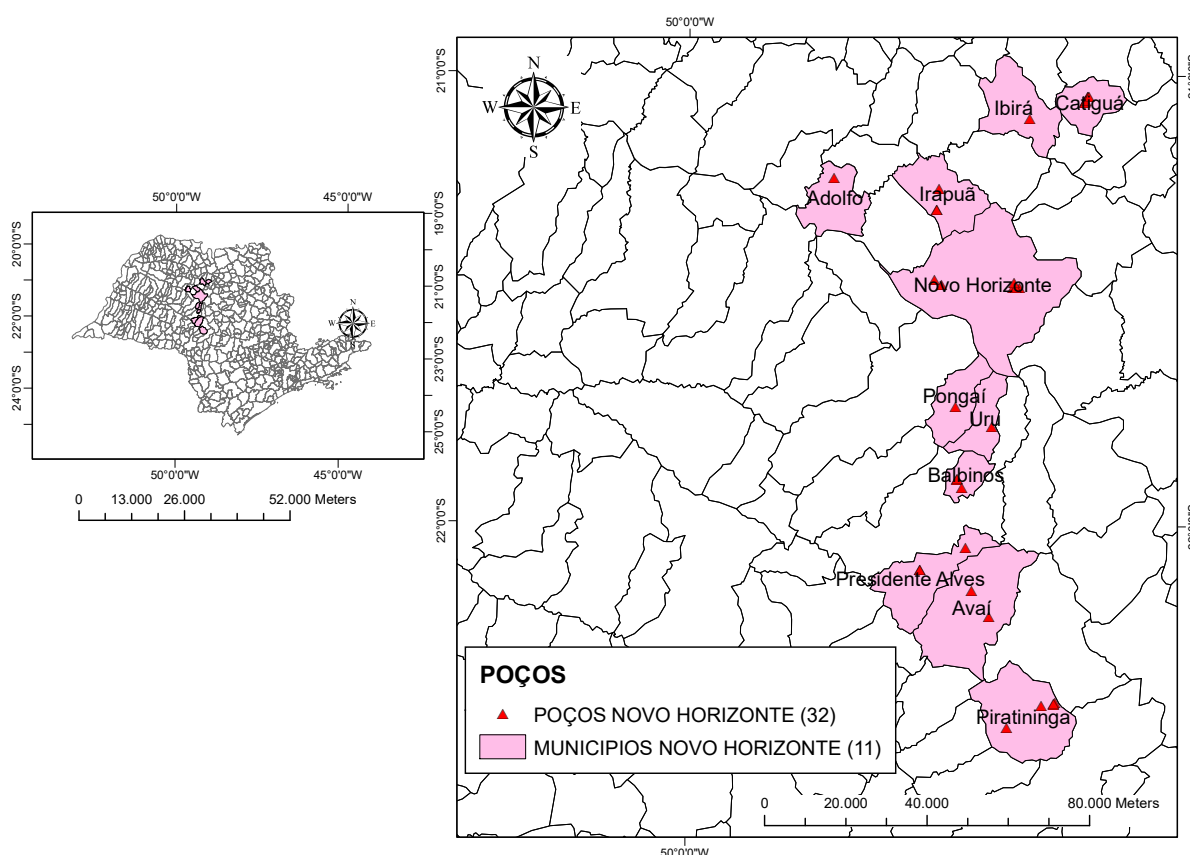 50°0'0"W
45°0'0"W
20°0'0"S
21°0'0"S
22°0'0"S
24°0'0"S
19°0'0"S
21°0'0"S
23°0'0"S
25°0'0"S
W E
S
50°0'0"W
45°0'0"W
0 13.000 26.000 52.000 Meters
50°0'0"W
21°0'0"S
22°0'0"S
N
W E
S
Ibirá
Catiguá
Adolfo
Irapuã
Novo Horizonte
Pongaí
Uru
Balbinos
Presidente Alves
Avaí
Piratininga
POÇOS
POÇOS NOVO HORIZONTE (32)
MUNICIPIOS NOVO HORIZONTE (11)
0 20.000 40.000 80.000 Meters
50°0'0"W